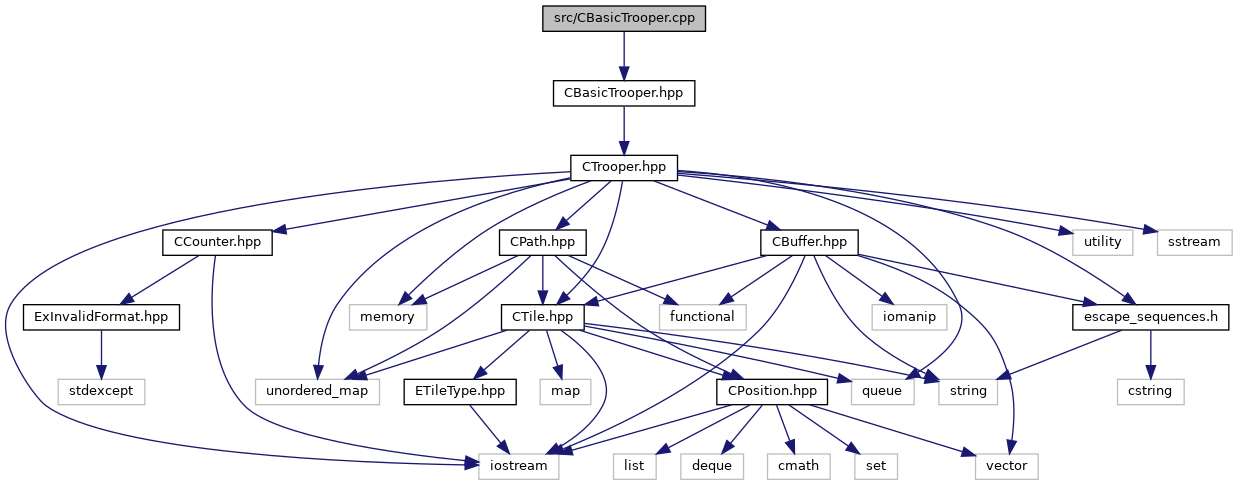 src/CBasicTrooper.cpp
CBasicTrooper.hpp
CTrooper.hpp
CCounter.hpp
CPath.hpp
CBuffer.hpp
utility
sstream
ExInvalidFormat.hpp
memory
CTile.hpp
functional
iomanip
escape_sequences.h
stdexcept
unordered_map
ETileType.hpp
map
CPosition.hpp
queue
string
cstring
iostream
list
deque
cmath
set
vector